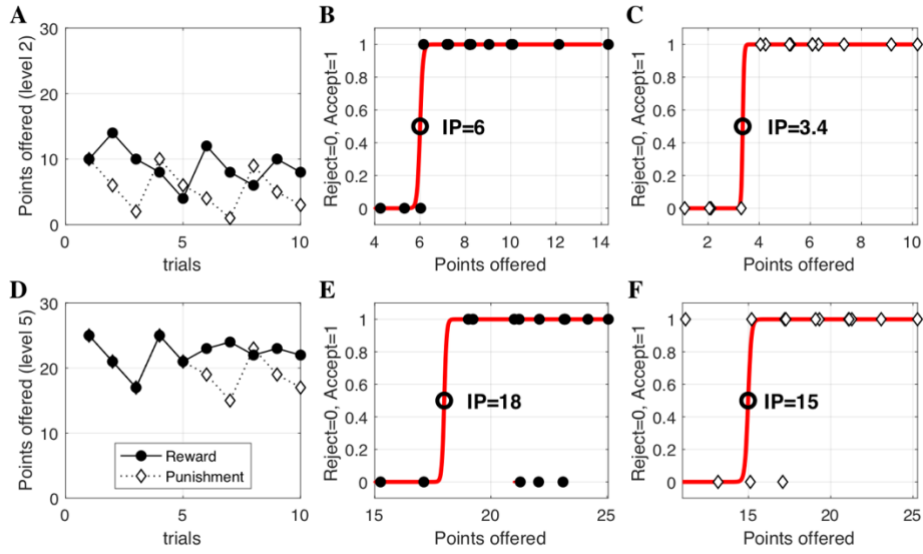 A
Points offered (level 2)
30
20
10
0
0
5
10
trials
B
Reject=0, Accept=1
1
0.8
0.6
0.4
0.2
0
IP=6
4
6
8
10
12
14
Points offered
C
Reject=0, Accept=1
1
0.8
0.6
0.4
0.2
0
IP=3.4
2
4
6
8
10
Points offered
D
Points offered (level 5)
30
20
10
0
Reward
Punishment
0
5
10
trials
E
Reject=0, Accept=1
1
0.8
0.6
0.4
0.2
0
IP=18
15
20
25
Points offered
F
Reject=0, Accept=1
1
0.8
0.6
0.4
0.2
0
IP=15
15
20
25
Points offered